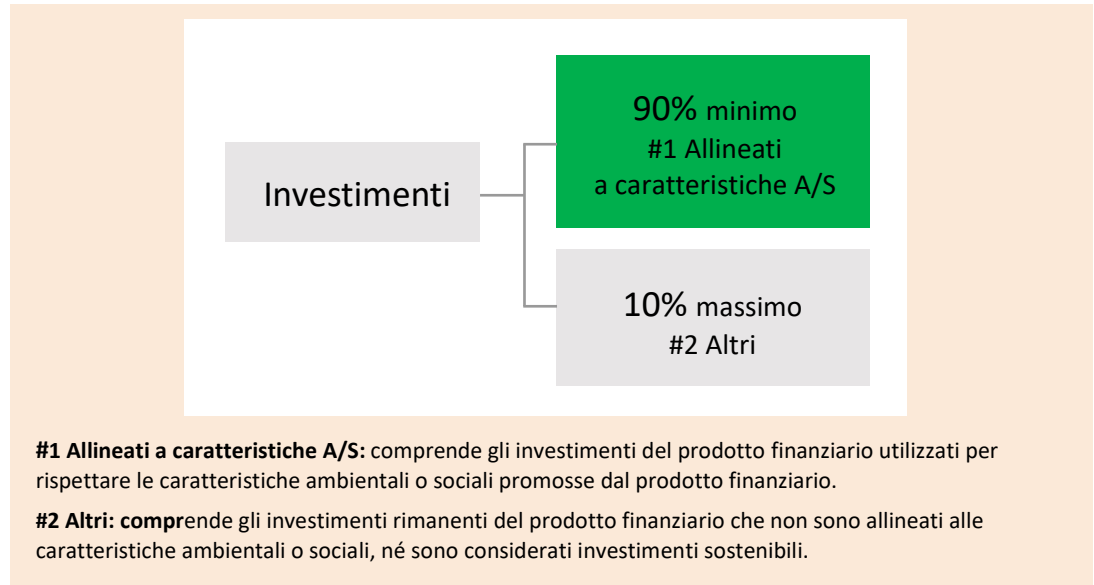 90% minimo
#1 Allineati
a caratteristiche A/S
Investimenti
10% massimo
#2 Altri
#1 Allineati a caratteristiche A/S: comprende gli investimenti del prodotto finanziario utilizzati per
rispettare le caratteristiche ambientali o sociali promosse dal prodotto finanziario.
#2 Altri: comprende gli investimenti rimanenti del prodotto finanziario che non sono allineati alle
caratteristiche ambientali o sociali, né sono considerati investimenti sostenibili.